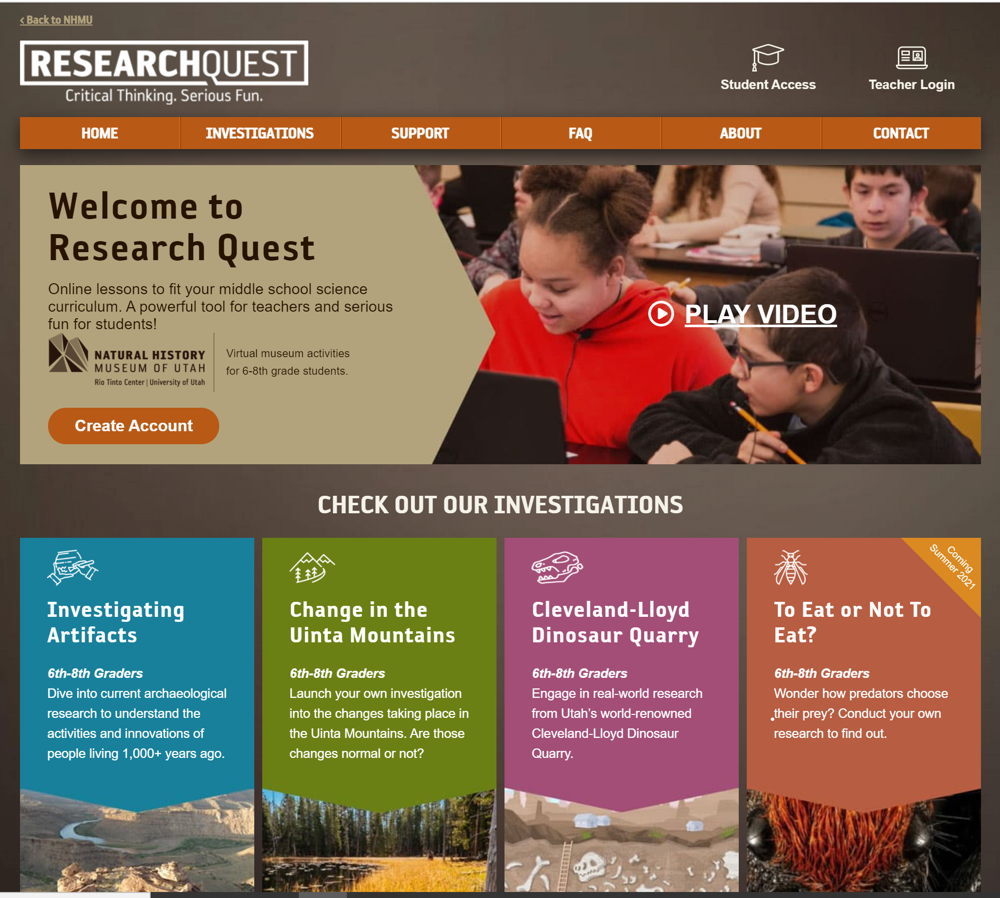 < Back to NHMU
RESEARCHQUEST
Critical Thinking. Serious Fun.
Student Access
Teacher Login
HOME
INVESTIGATIONS
SUPPORT
FAQ
ABOUT
CONTACT
Welcome to
Research Quest
Online lessons to fit your middle school science
curriculum. A powerful tool for teachers and serious
fun for students!
NATURAL HISTORY
MUSEUM OF UTAH
Rio Tinto Center | University of Utah
Virtual museum activities
for 6-8th grade students.
Create Account
PLAY VIDEO
CHECK OUT OUR INVESTIGATIONS
Investigating
Artifacts
6th-8th Graders
Dive into current archaeological
research to understand the
activities and innovations of
people living 1,000+ years ago.
Change in the
Uinta Mountains
6th-8th Graders
Launch your own investigation
into the changes taking place in
the Uinta Mountains. Are those
changes normal or not?
Cleveland-Lloyd
Dinosaur Quarry
6th-8th Graders
Engage in real-world research
from Utah’s world-renowned
Cleveland-Lloyd Dinosaur
Quarry.
Coming
Summer 2021
To Eat or Not To
Eat?
6th-8th Graders
Wonder how predators choose
their prey? Conduct your own
research to find out.